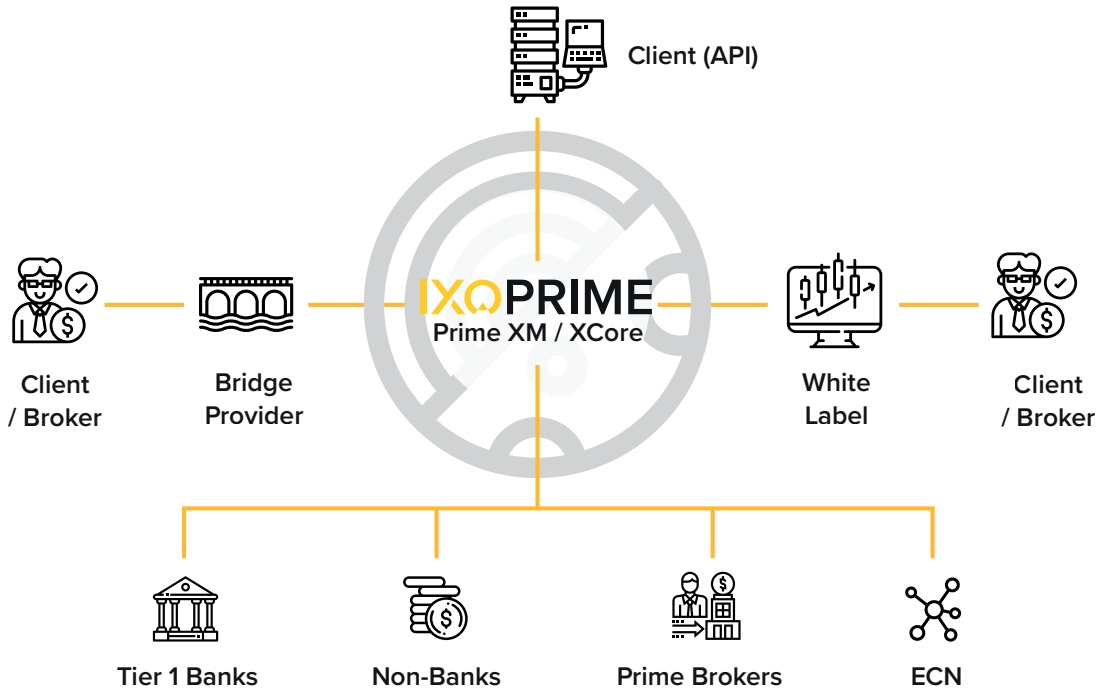 Client (API)
IXOPRIME
Prime XM / XCore
Client
/ Broker
Bridge
Provider
White
Label
Client
/ Broker
Tier 1 Banks
Non-Banks
Prime Brokers
ECN